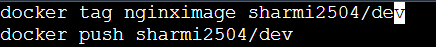 docker tag nginximage sharmi2504/dev
docker push sharmi2504/dev